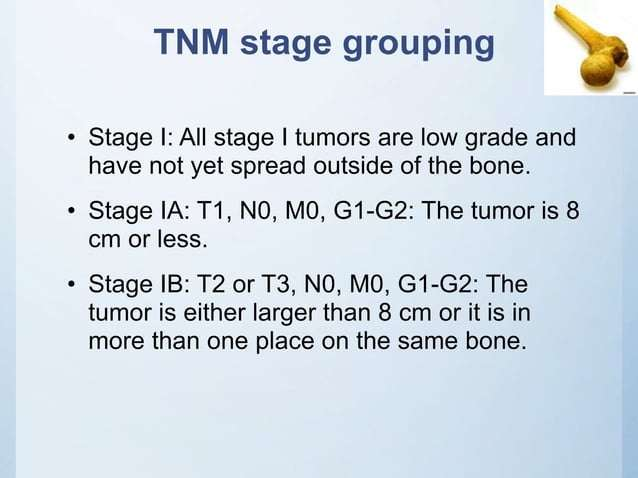 TNM stage grouping
• Stage I: All stage I tumors are low grade and
have not yet spread outside of the bone.
• Stage IA: T1, N0, M0, G1-G2: The tumor is 8
cm or less.
• Stage IB: T2 or T3, N0, M0, G1-G2: The
tumor is either larger than 8 cm or it is in
more than one place on the same bone.